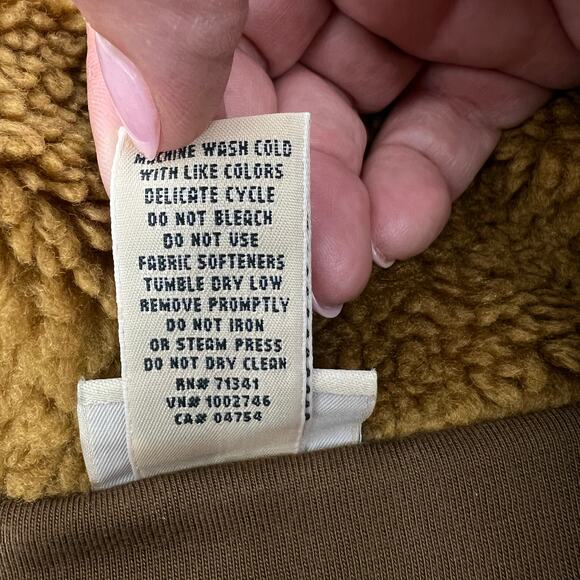 MACHINE WASH COLD
WITH LIKE COLORS
DELICATE CYCLE
DO NOT BLEACH
DO NOT USE
FABRIC SOFTENERS
TUMBLE DRY LOW
REMOVE PROMPTLY
DO NOT IRON
OR STEAM PRESS
DO NOT DRY CLEAN
RN# 71341
VN# 1002746
CA# 04754